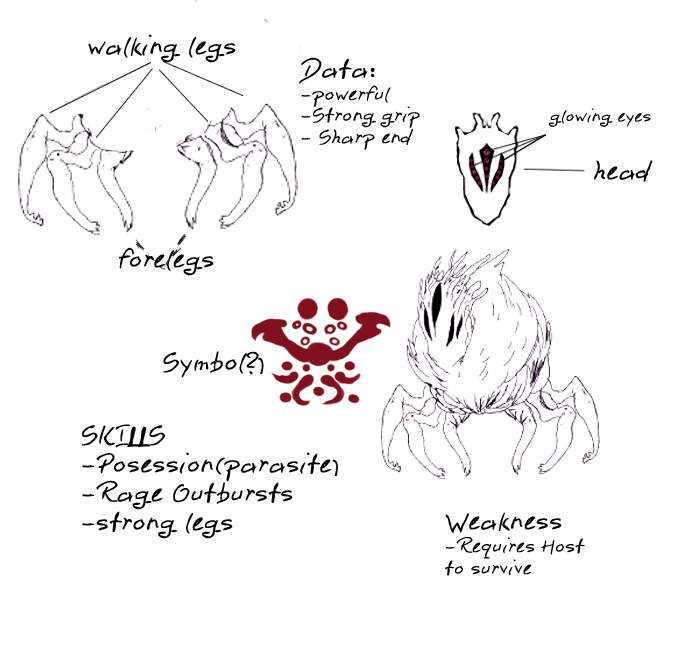 walking legs
Data:
-powerful
-Strong grip
- Sharp end
glowing eyes
head
forelegs
Symbol(?)
SKIllS
-Posession(parasite)
-Rage Outbursts
-strong legs
Weakness
-Requires Host
to survive